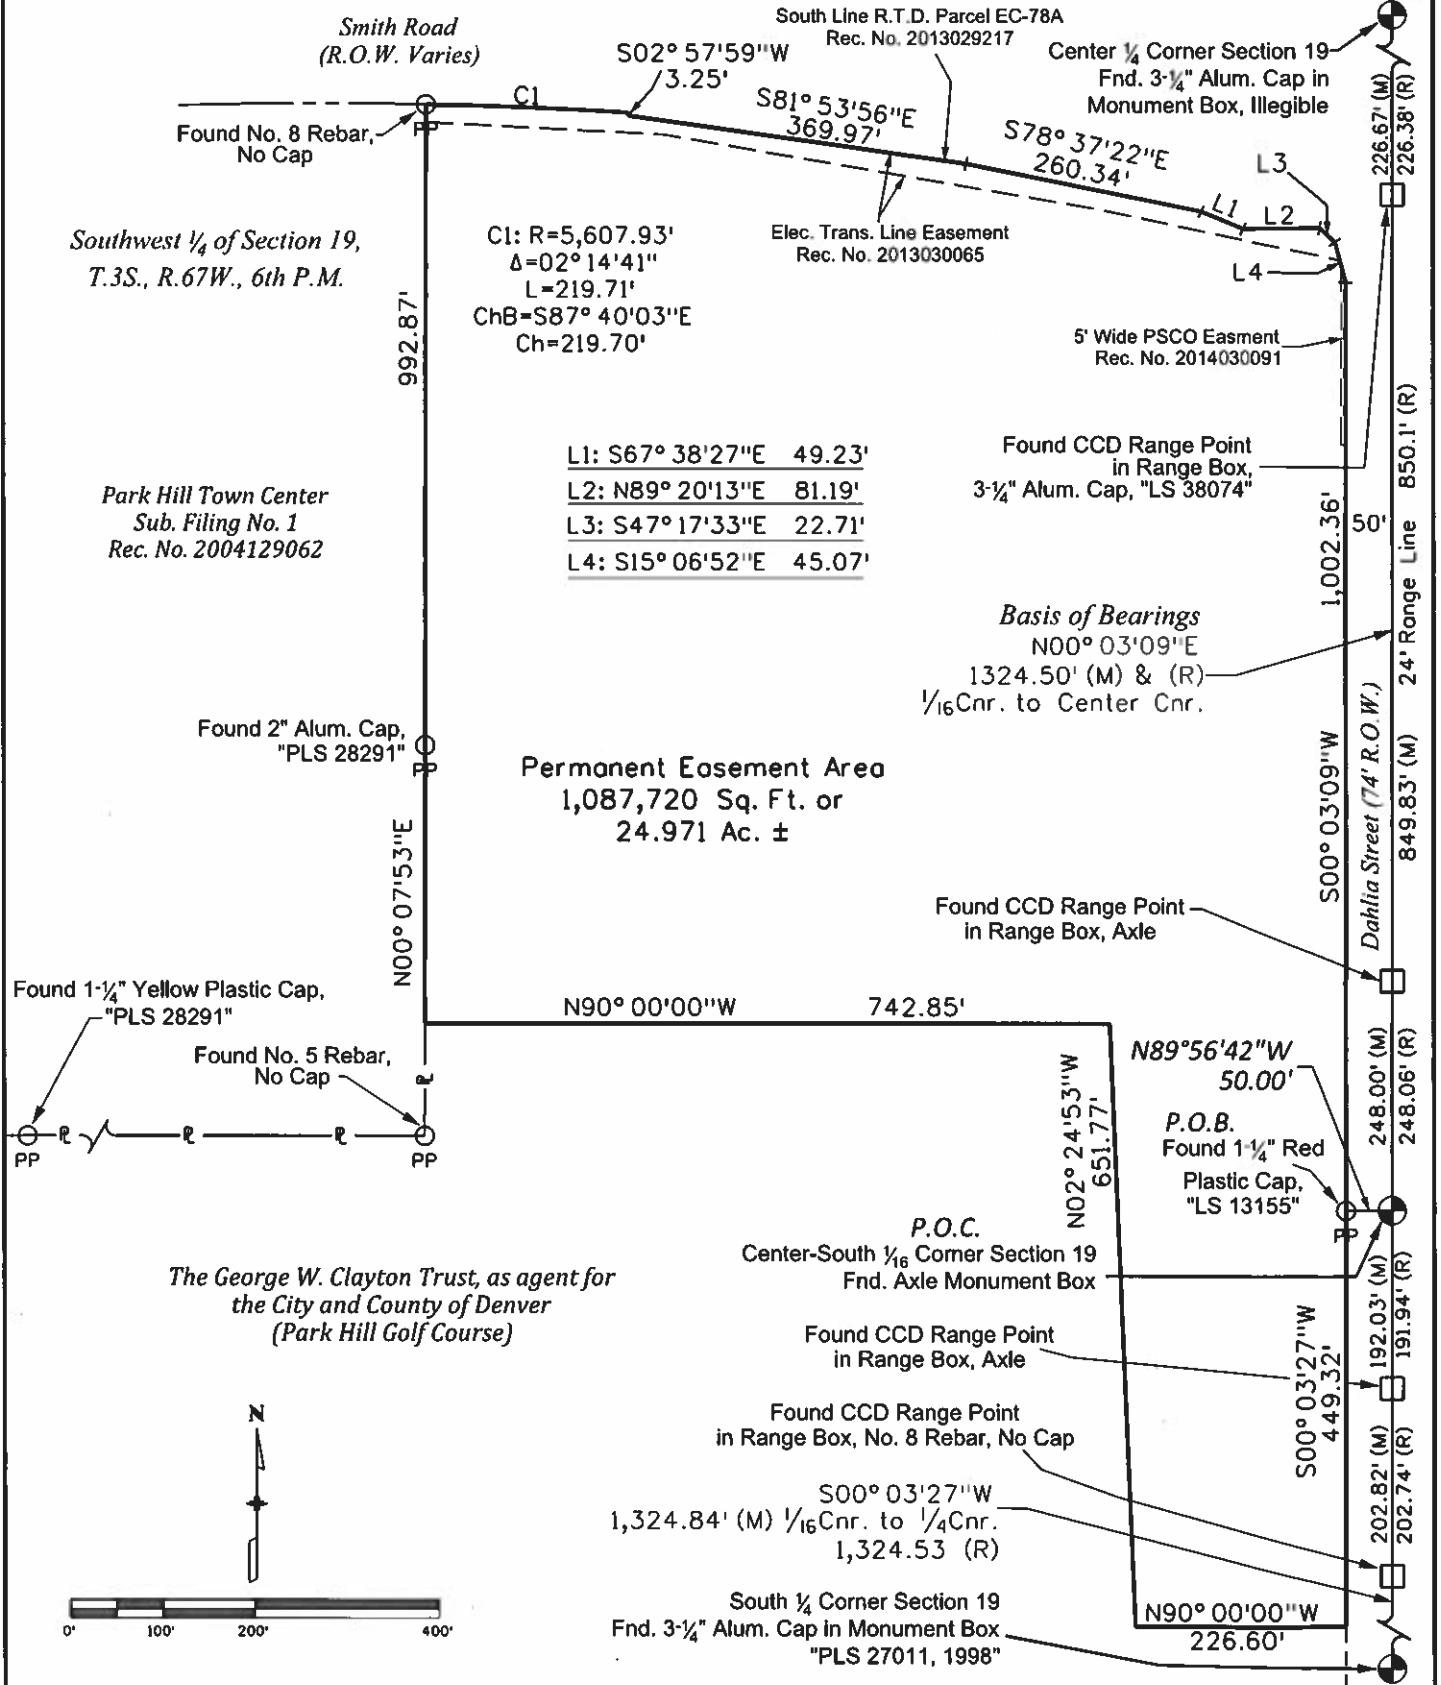 Smith Road
(R.O.W. Varies)
South Line R.T.D. Parcel EC-78A
Rec. No. 2013029217
Center ¼ Corner Section 19
Fnd. 3-¼" Alum. Cap in
Monument Box, Illegible
S02° 57'59"W
3.25'
C1
S81° 53'56"E
369.97'
S78° 37'22"E
260.34'
226.67' (M)
226.38' (R)
Found No. 8 Rebar,
No Cap
PP
L1
L2
L3
L4
Southwest ¼ of Section 19,
T.3S., R.67W., 6th P.M.
C1: R=5,607.93'
Δ=02° 14'41"
L=219.71'
ChB=S87° 40'03"E
Ch=219.70'
Elec. Trans. Line Easement
Rec. No. 2013030065
5' Wide PSCO Easment
Rec. No. 2014030091
992.87'
Park Hill Town Center
Sub. Filing No. 1
Rec. No. 2004129062
L1: S67° 38'27"E 49.23'
L2: N89° 20'13"E 81.19'
L3: S47° 17'33"E 22.71'
L4: S15° 06'52"E 45.07'
Found CCD Range Point
in Range Box,
3-¼" Alum. Cap, "LS 38074"
1,002.36'
50'
850.1' (R)
24' Range Line
Basis of Bearings
N00° 03'09"E
1324.50' (M) & (R)
1/16Cnr. to Center Cnr.
Found 2" Alum. Cap,
"PLS 28291"
PP
Permanent Easement Area
1,087,720 Sq. Ft. or
24.971 Ac. ±
S00° 03'09"W
Dahlia Street (74' R.O.W.)
849.83' (M)
N00° 07'53"E
Found CCD Range Point
in Range Box, Axle
Found 1-¼" Yellow Plastic Cap,
"PLS 28291"
N90° 00'00"W 742.85'
Found No. 5 Rebar,
No Cap
PP
PP
N89°56'42"W
50.00'
248.00' (M)
248.06' (R)
N02° 24'53"W
651.77'
P.O.B.
Found 1-¼" Red
Plastic Cap,
"LS 13155"
PP
P.O.C.
Center-South 1/16 Corner Section 19
Fnd. Axle Monument Box
The George W. Clayton Trust, as agent for
the City and County of Denver
(Park Hill Golf Course)
Found CCD Range Point
in Range Box, Axle
S00° 03'27"W
449.32'
192.03' (M)
191.94' (R)
N
Found CCD Range Point
in Range Box, No. 8 Rebar, No Cap
S00° 03'27"W
1,324.84' (M) 1/16Cnr. to 1/4Cnr.
1,324.53 (R)
202.82' (M)
202.74' (R)
South ¼ Corner Section 19
Fnd. 3-¼" Alum. Cap in Monument Box
"PLS 27011, 1998"
N90° 00'00"W
226.60'
0' 100' 200' 400'